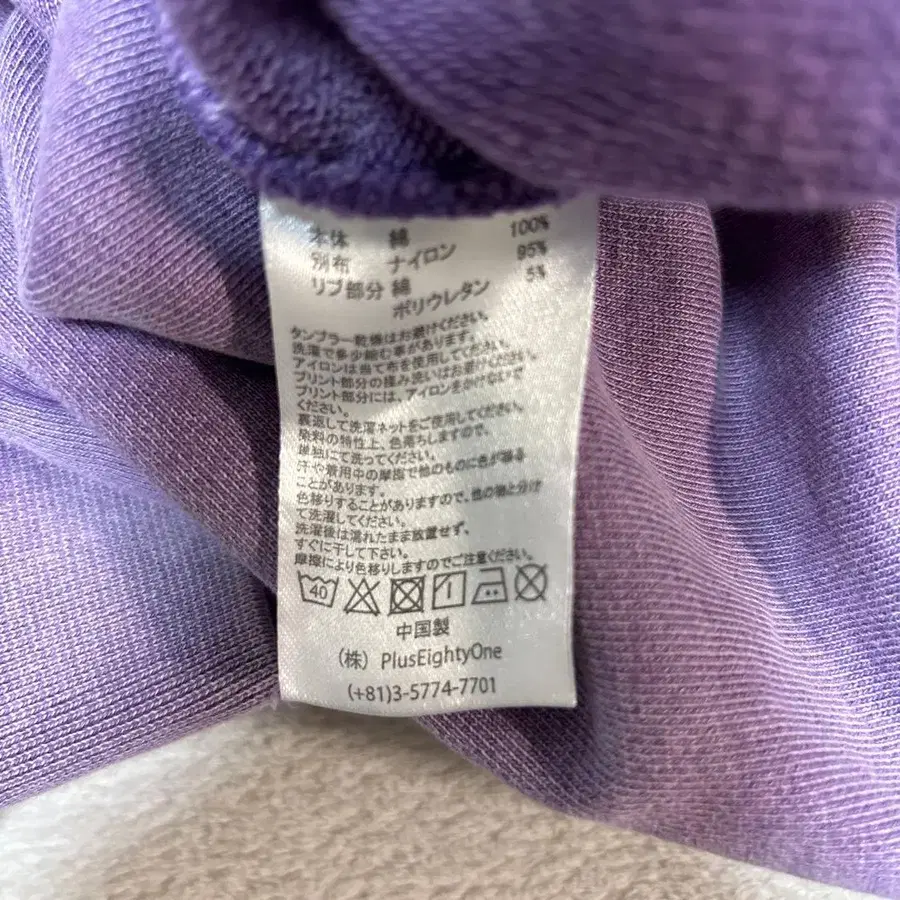 本体 綿 100%
別布 ナイロン 95%
リブ部分 綿 5%
ポリウレタン
タンブラー乾燥はお避けください。
洗濯で多少縮む事があります。
アイロンは当て布を使用してください。
プリント部分の揉み洗いはお避けください。
プリント部分には、アイロンをかけないで
ください。
裏返して洗濯ネットをご使用してください。
染料の特性上、色落ちしますので、
単独にて洗ってください。
汗や着用中の摩擦で他のものに色が移る
ことがあります。
色移りすることがありますので、他の物と分け
て洗濯してください。
洗濯後は濡れたまま放置せず、
すぐに干して下さい。
摩擦により色移りしますのでご注意ください。
40
中国製
(株) PlusEightyOne
(+81)3-5774-7701